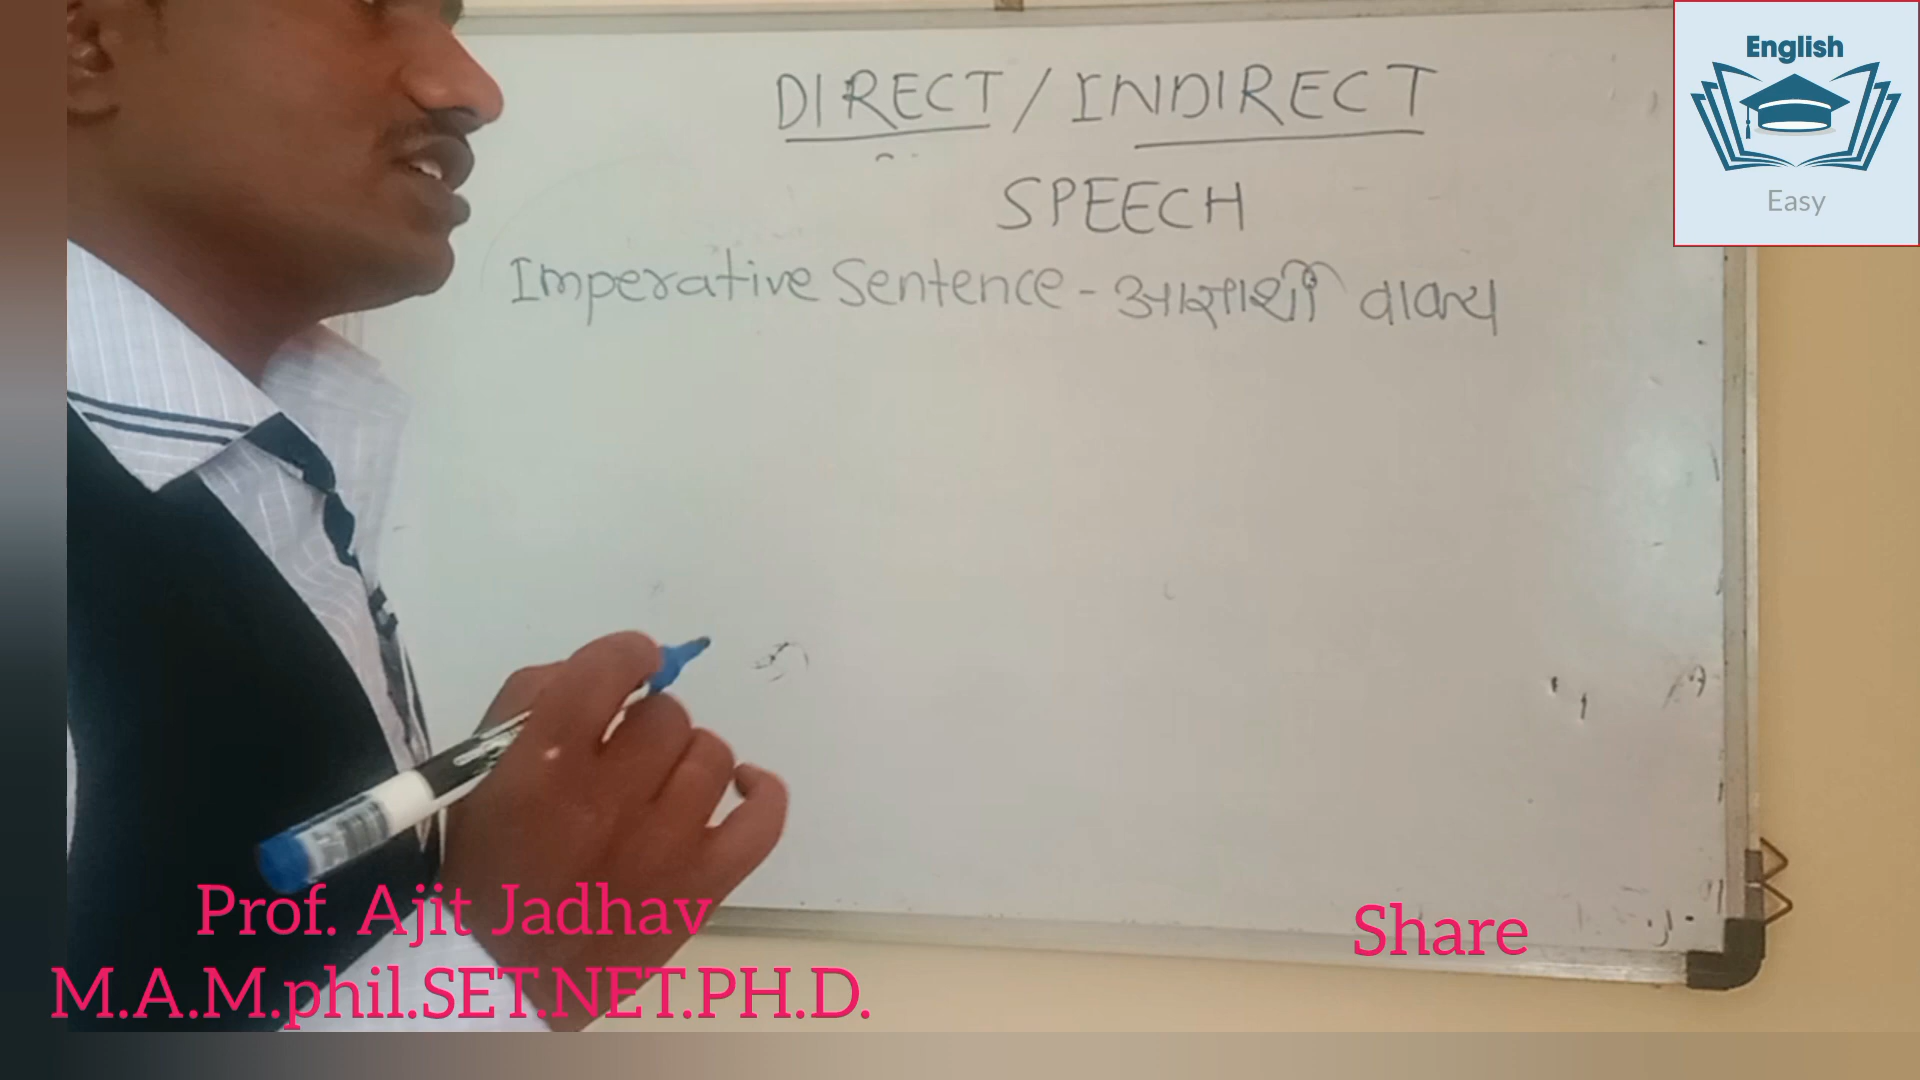 DIRECT / INDIRECT
SPEECH
Imperative Sentence - आज्ञार्थी वाक्य
English
Easy
Prof. Ajit Jadhav
M.A.M.phil.SET.NET.PH.D.
Share